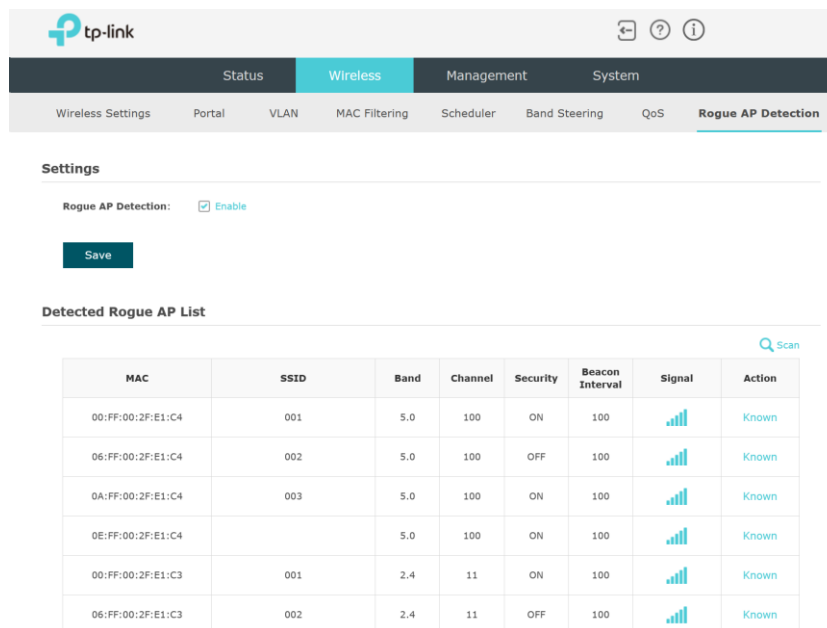 tp-link
Status Wireless Management System
Wireless Settings Portal VLAN MAC Filtering Scheduler Band Steering QoS Rogue AP Detection
Settings
Rogue AP Detection: Enable
Save
Detected Rogue AP List
Scan
MAC SSID Band Channel Security Beacon Interval Signal Action
00:FF:00:2F:E1:C4 001 5.0 100 ON 100 Known
06:FF:00:2F:E1:C4 002 5.0 100 OFF 100 Known
0A:FF:00:2F:E1:C4 003 5.0 100 ON 100 Known
0E:FF:00:2F:E1:C4 5.0 100 ON 100 Known
00:FF:00:2F:E1:C3 001 2.4 11 ON 100 Known
06:FF:00:2F:E1:C3 002 2.4 11 OFF 100 Known